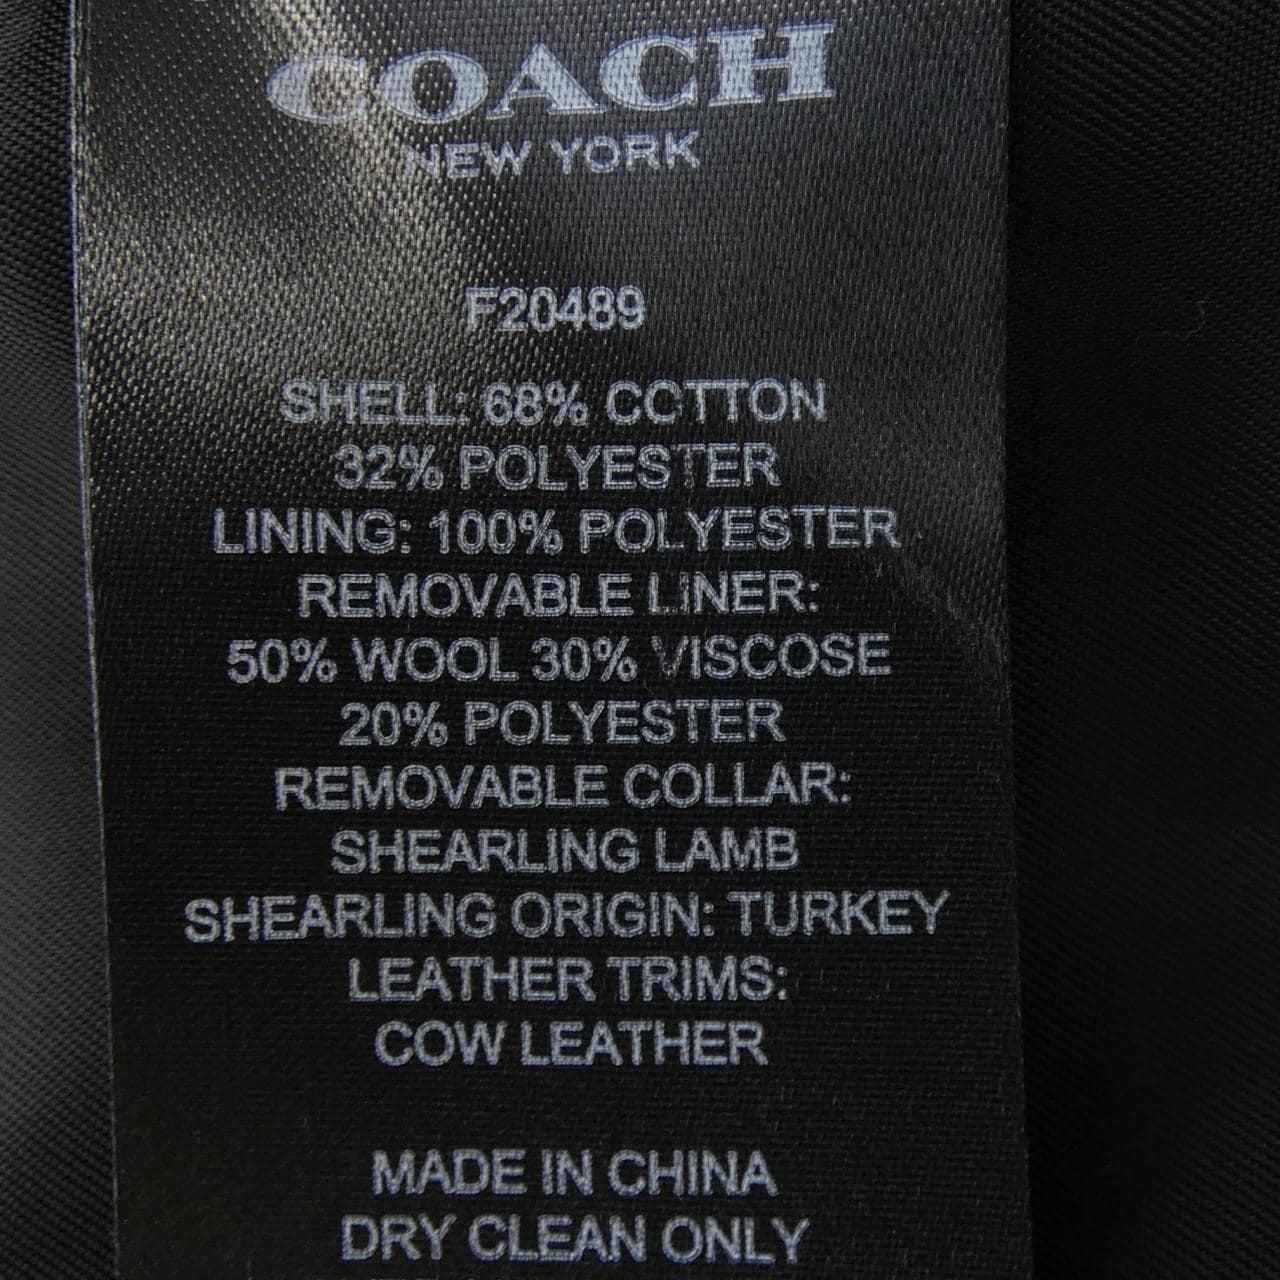 COACH
NEW YORK
F20489
SHELL: 68% COTTON
32% POLYESTER
LINING: 100% POLYESTER
REMOVABLE LINER:
50% WOOL 30% VISCOSE
20% POLYESTER
REMOVABLE COLLAR:
SHEARLING LAMB
SHEARLING ORIGIN: TURKEY
LEATHER TRIMS:
COW LEATHER
MADE IN CHINA
DRY CLEAN ONLY